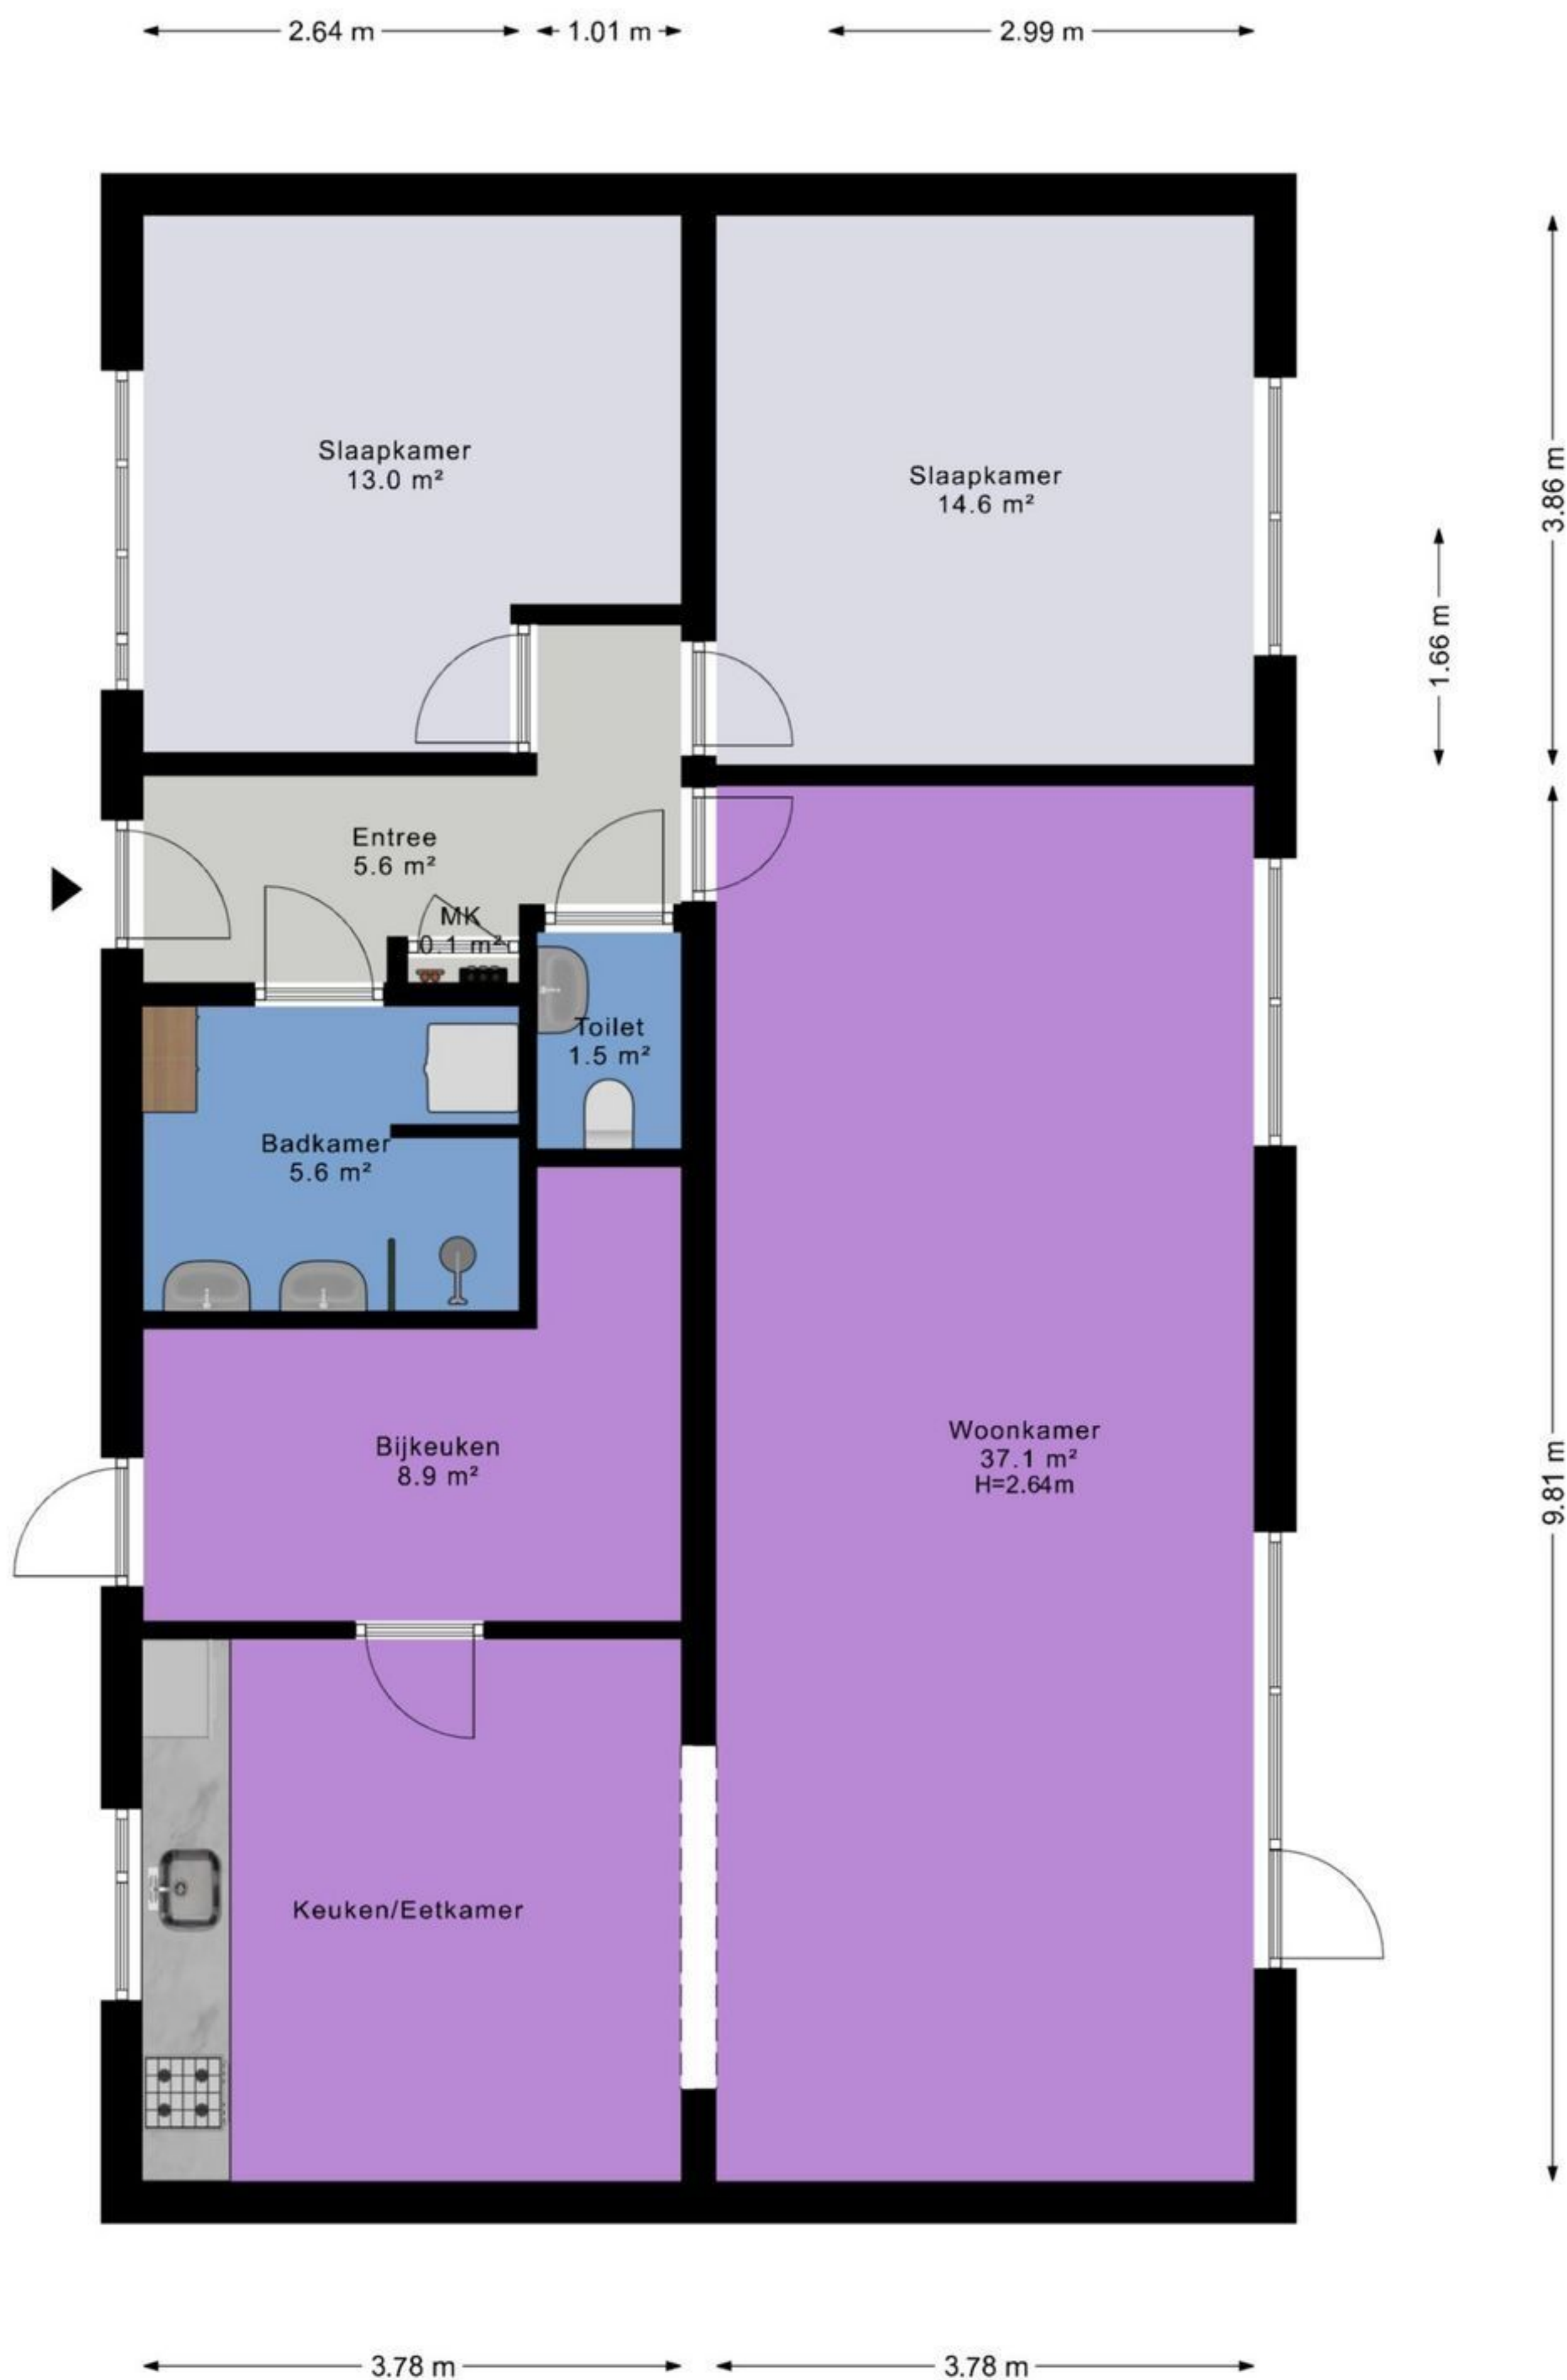 2.64 m
1.01 m
2.99 m
Slaapkamer
13.0 m²
Slaapkamer
14.6 m²
3.86 m
1.66 m
Entree
5.6 m²
MK
0.1 m²
Toilet
1.5 m²
Badkamer
5.6 m²
Bijkeuken
8.9 m²
Woonkamer
37.1 m²
H=2.64m
9.81 m
Keuken/Eetkamer
3.78 m
3.78 m